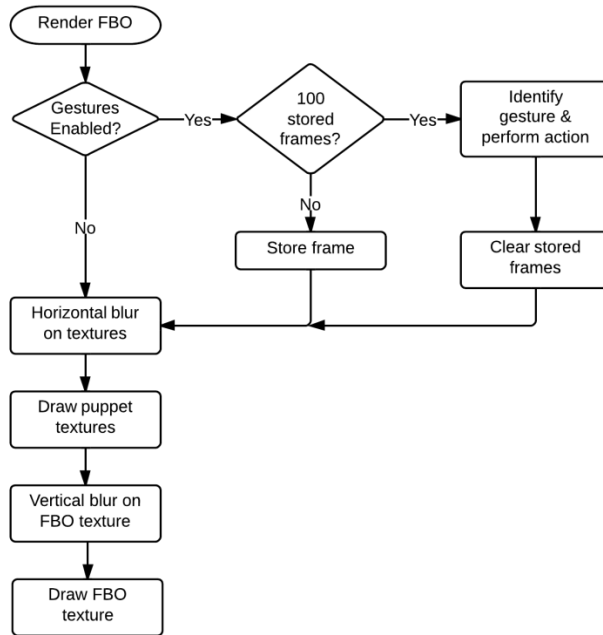 Render FBO
Gestures
Enabled?
Yes
100
stored
frames?
Yes
Identify
gesture &
perform action
No
No
Store frame
Clear stored
frames
Horizontal blur
on textures
Draw puppet
textures
Vertical blur on
FBO texture
Draw FBO
texture